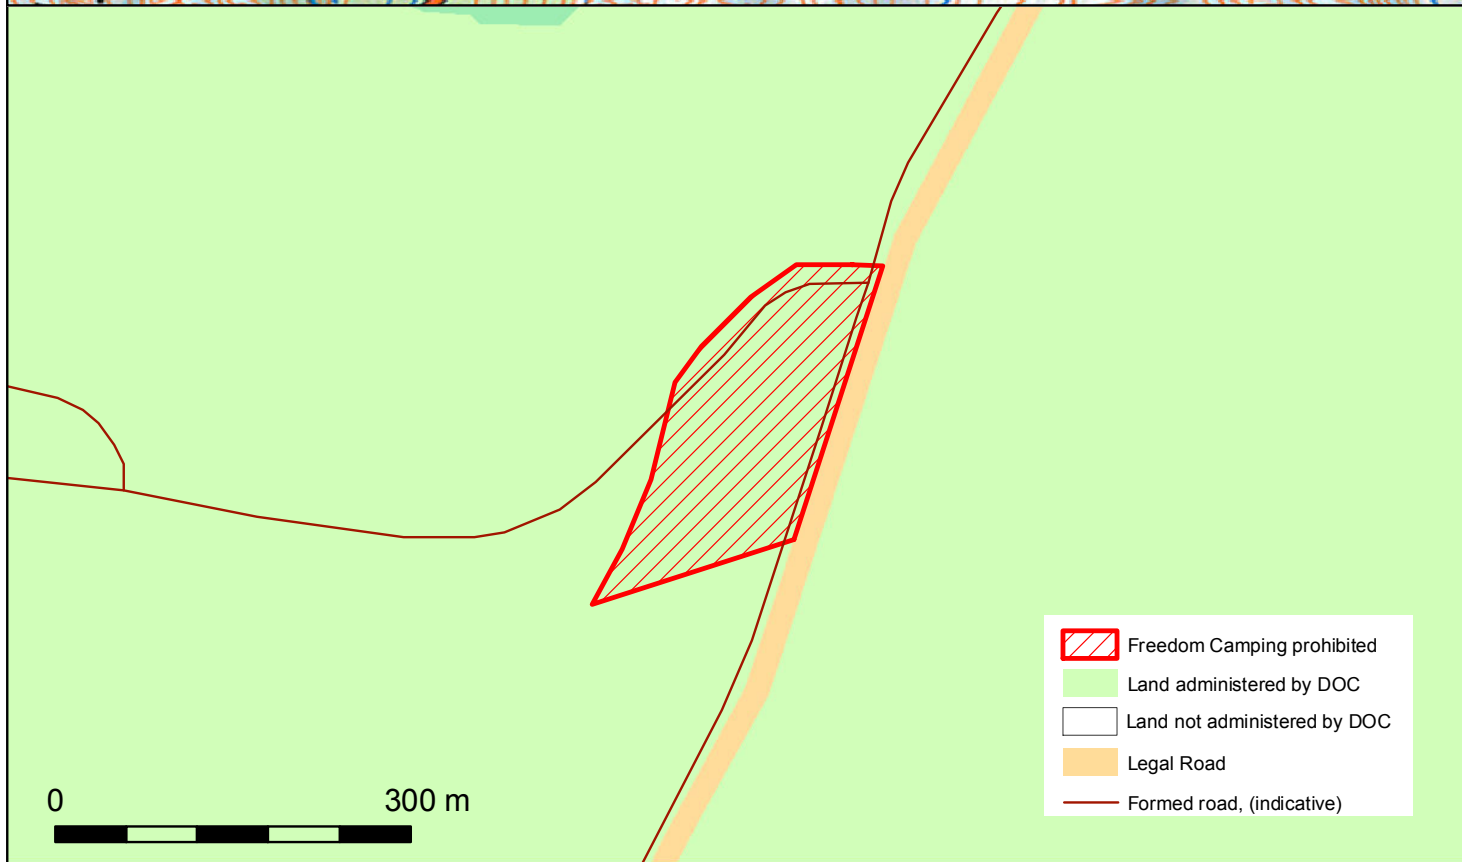 Freedom Camping prohibited
Land administered by DOC
Land not administered by DOC
Legal Road
Formed road, (indicative)
0 300 m